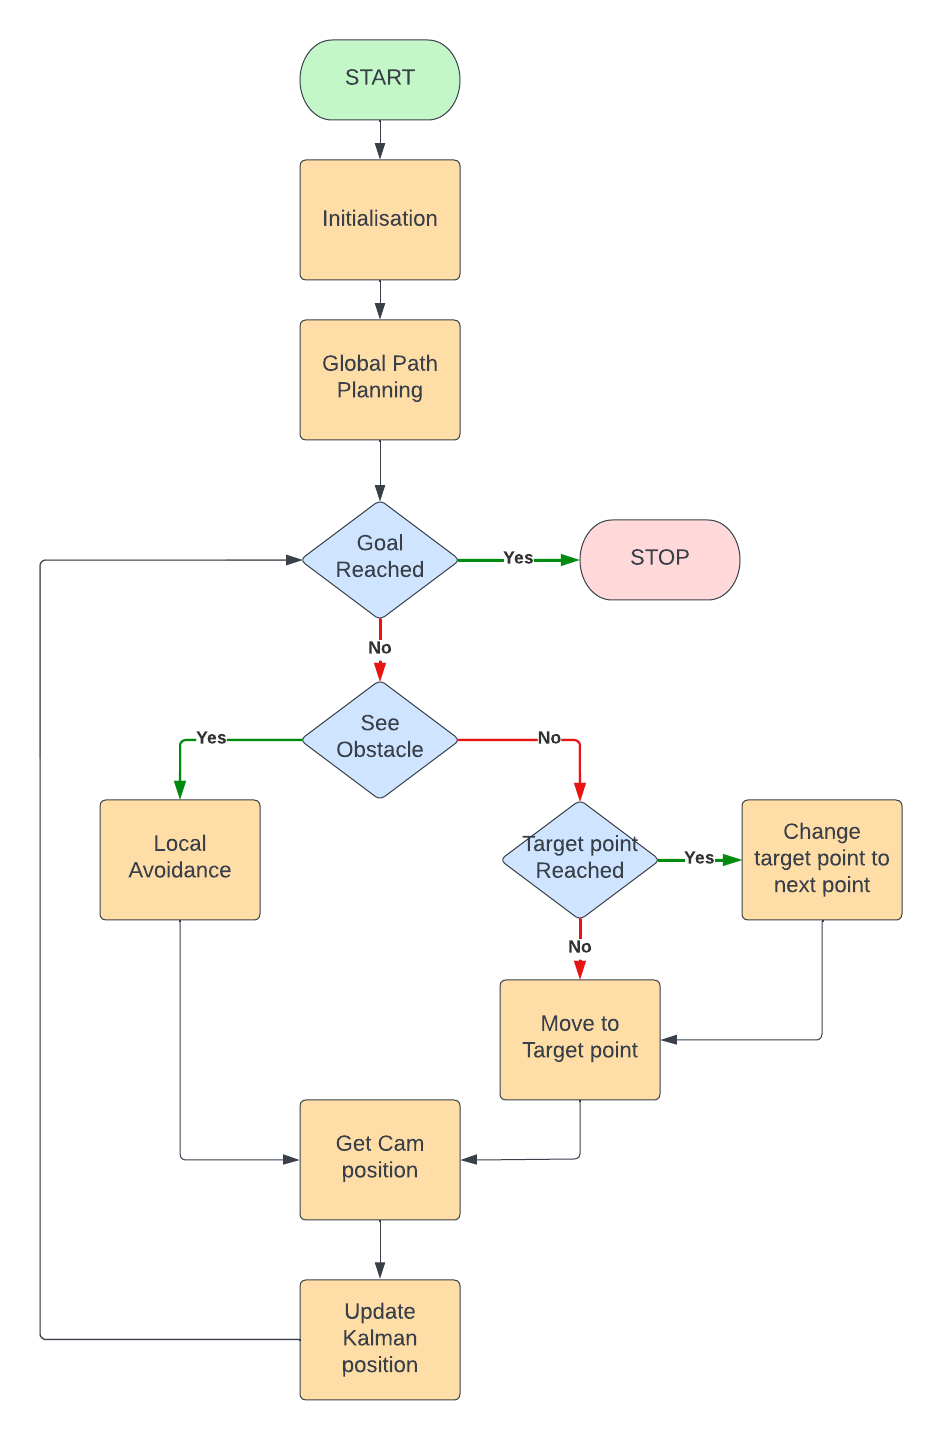 START
Initialisation
Global Path
Planning
Goal
Reached
Yes
STOP
No
See
Obstacle
Yes
No
Local
Avoidance
Target point
Reached
Yes
Change
target point to
next point
No
Move to
Target point
Get Cam
position
Update
Kalman
position